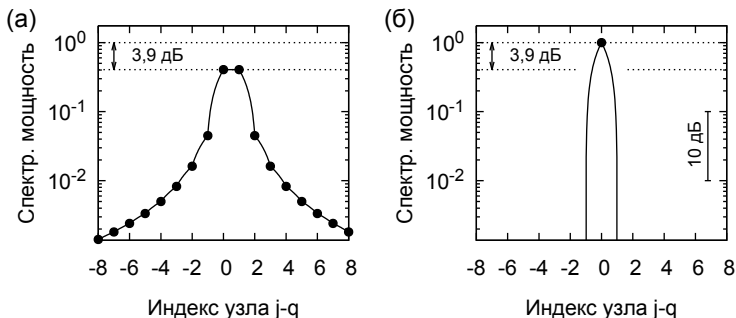 (а)
Спектр. мощность
10⁰
10⁻¹
10⁻²
3,9 дБ
-8 -6 -4 -2 0 2 4 6 8
Индекс узла j-q
(б)
Спектр. мощность
10⁰
10⁻¹
10⁻²
3,9 дБ
10 дБ
-8 -6 -4 -2 0 2 4 6 8
Индекс узла j-q